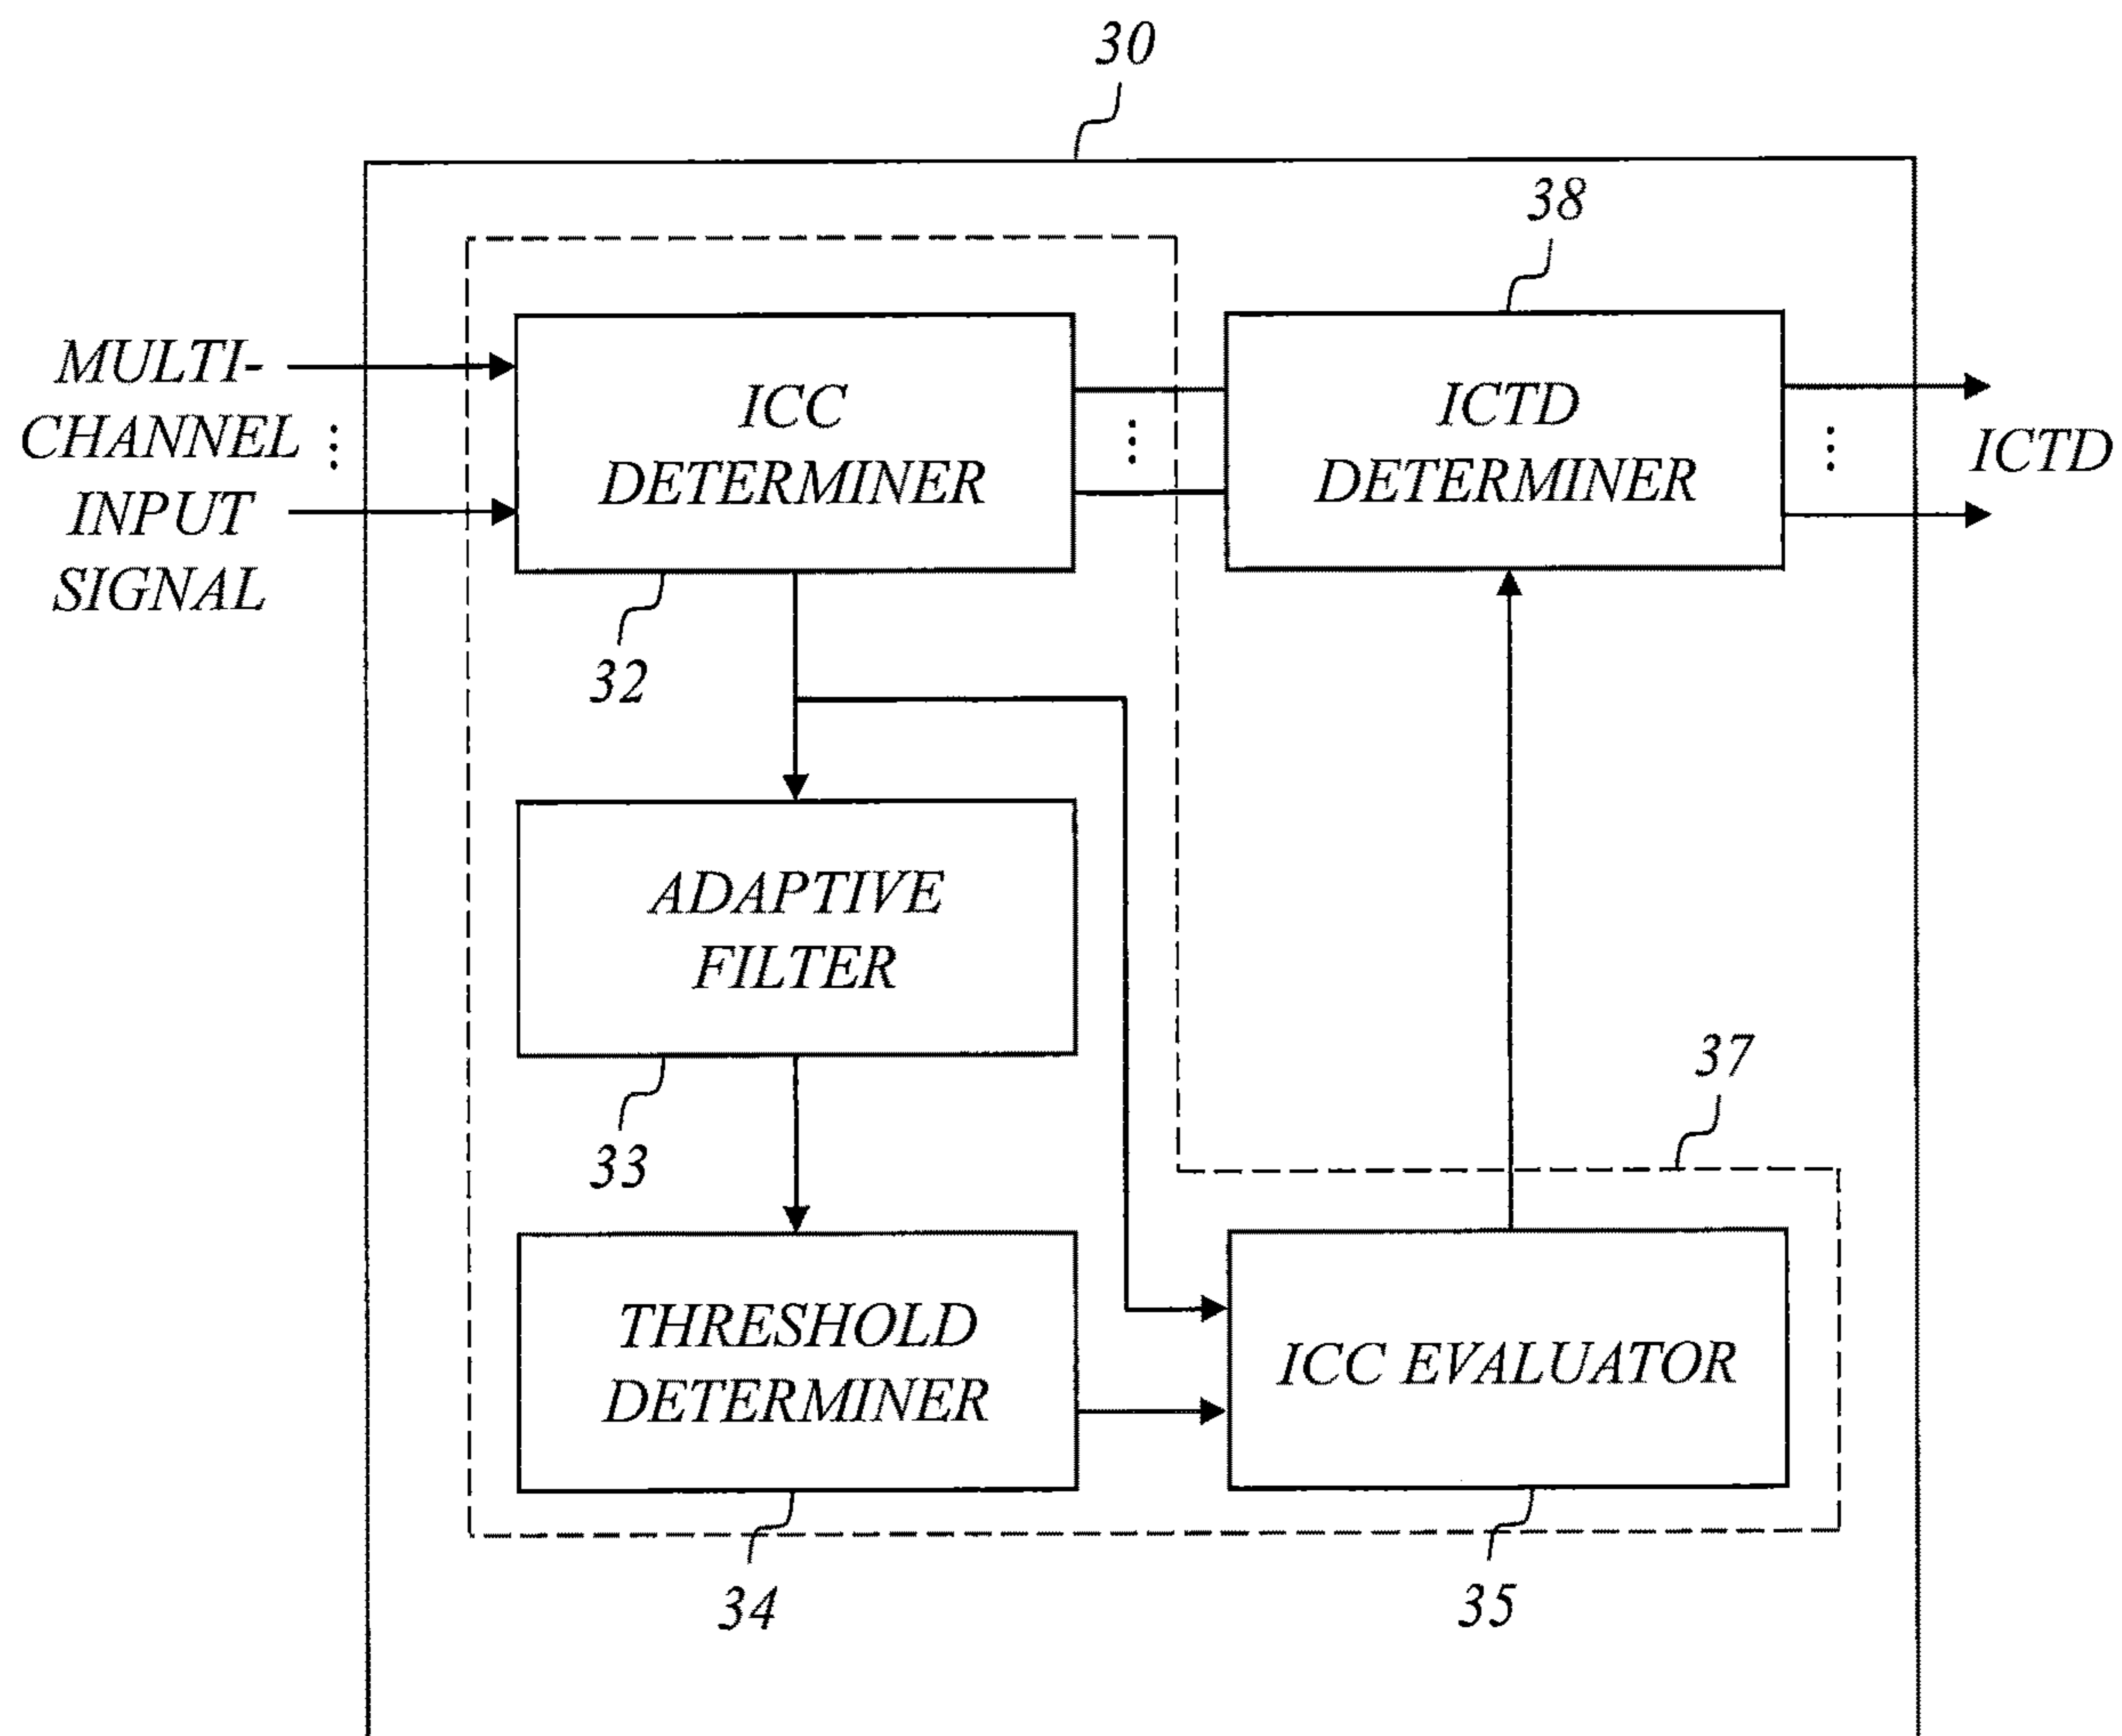 30
38
MULTI-
CHANNEL
INPUT
SIGNAL
ICC
DETERMINER
ICTD
DETERMINER
ICTD
32
ADAPTIVE
FILTER
37
33
THRESHOLD
DETERMINER
ICC EVALUATOR
34
35